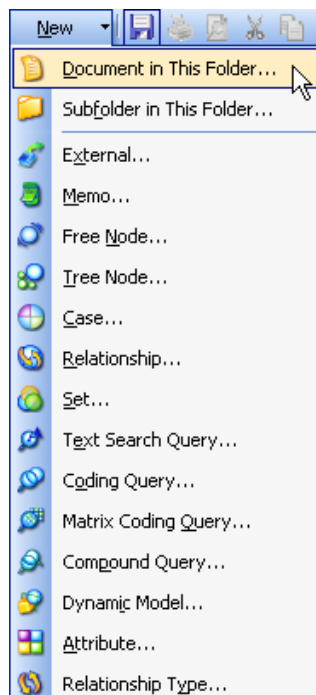 New
Document in This Folder...
Subfolder in This Folder...
External...
Memo...
Free Node...
Tree Node...
Case...
Relationship...
Set...
Text Search Query...
Coding Query...
Matrix Coding Query...
Compound Query...
Dynamic Model...
Attribute...
Relationship Type...